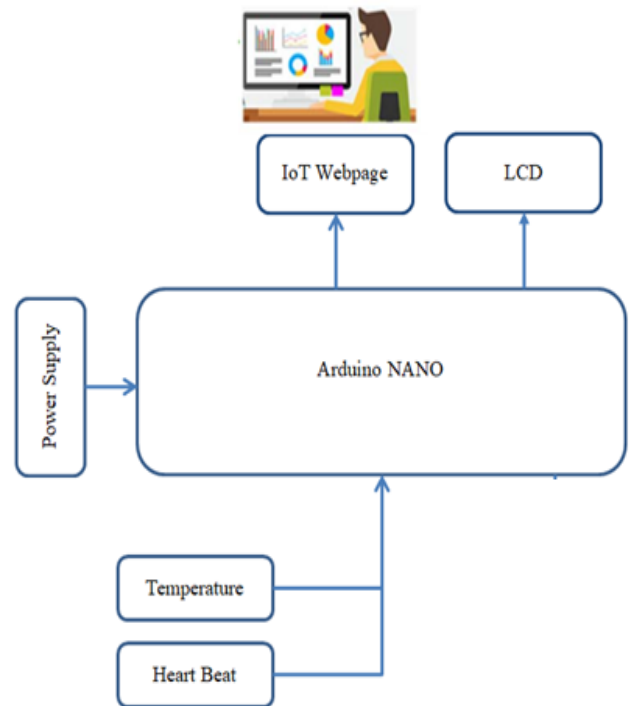 IoT Webpage
LCD
Power Supply
Arduino NANO
Temperature
Heart Beat